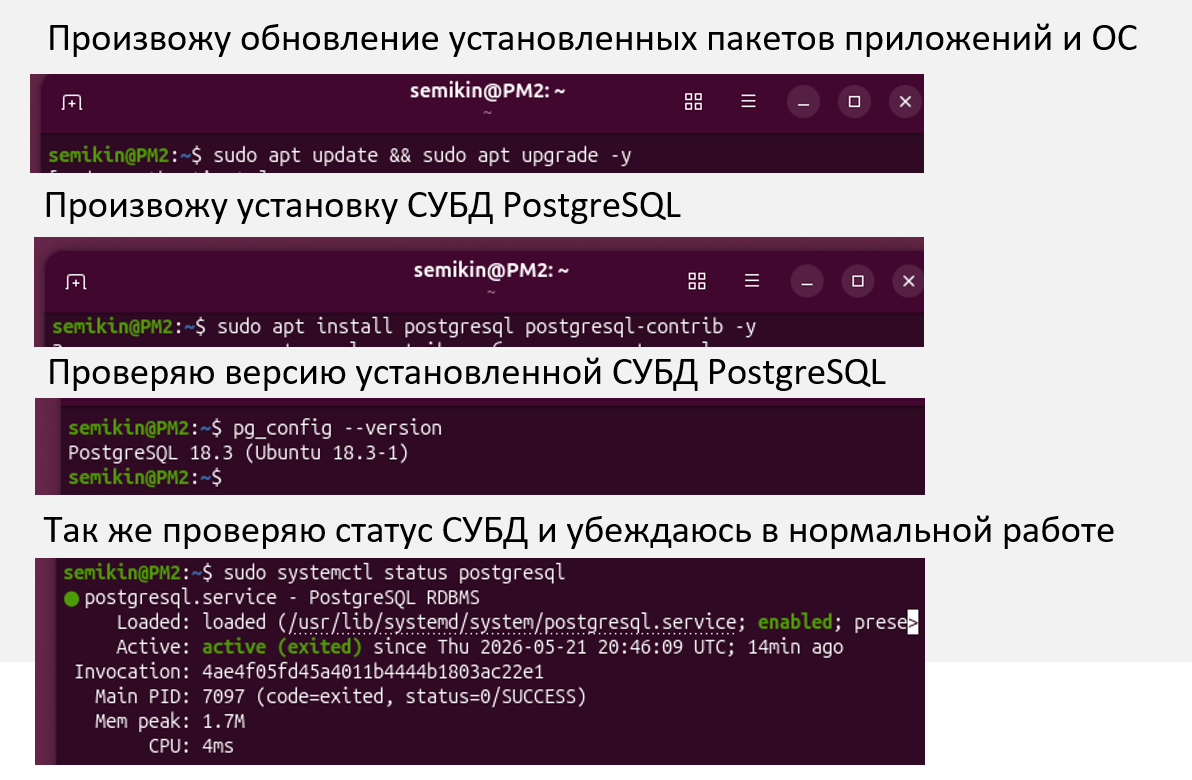 Произвожу обновление установленных пакетов приложений и ОС
semikin@PM2: ~
~
semikin@PM2:~$ sudo apt update && sudo apt upgrade -y
Произвожу установку СУБД PostgreSQL
semikin@PM2: ~
~
semikin@PM2:~$ sudo apt install postgresql postgresql-contrib -y
Проверяю версию установленной СУБД PostgreSQL
semikin@PM2:~$ pg_config --version
PostgreSQL 18.3 (Ubuntu 18.3-1)
semikin@PM2:~$
Так же проверяю статус СУБД и убеждаюсь в нормальной работе
semikin@PM2:~$ sudo systemctl status postgresql
● postgresql.service - PostgreSQL RDBMS
Loaded: loaded (/usr/lib/systemd/system/postgresql.service; enabled; prese>
Active: active (exited) since Thu 2026-05-21 20:46:09 UTC; 14min ago
Invocation: 4ae4f05fd45a4011b4444b1803ac22e1
Main PID: 7097 (code=exited, status=0/SUCCESS)
Mem peak: 1.7M
CPU: 4ms